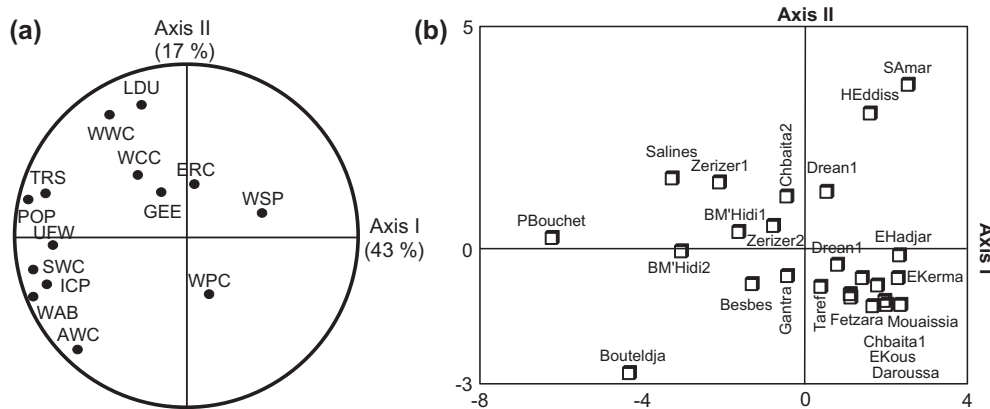 (a)
Axis II
(17 %)
LDU
WWC
WCC
ERC
TRS
GEE
WSP
POP
UFW
Axis I
(43 %)
SWC
ICP
WPC
WAB
AWC
(b)
Axis II
5
SAmar
HEddiss
Salines
Zerizer1
Chbaita2
Drean1
PBouchet
BM'Hidi1
Zerizer2
Drean1
EHadjar
0
Axis I
BM'Hidi2
EKerma
Besbes
Gantra
Taref
Fetzara
Mouaissia
Chbaita1
EKous
Daroussa
Bouteldja
-3
-8
-4
0
4